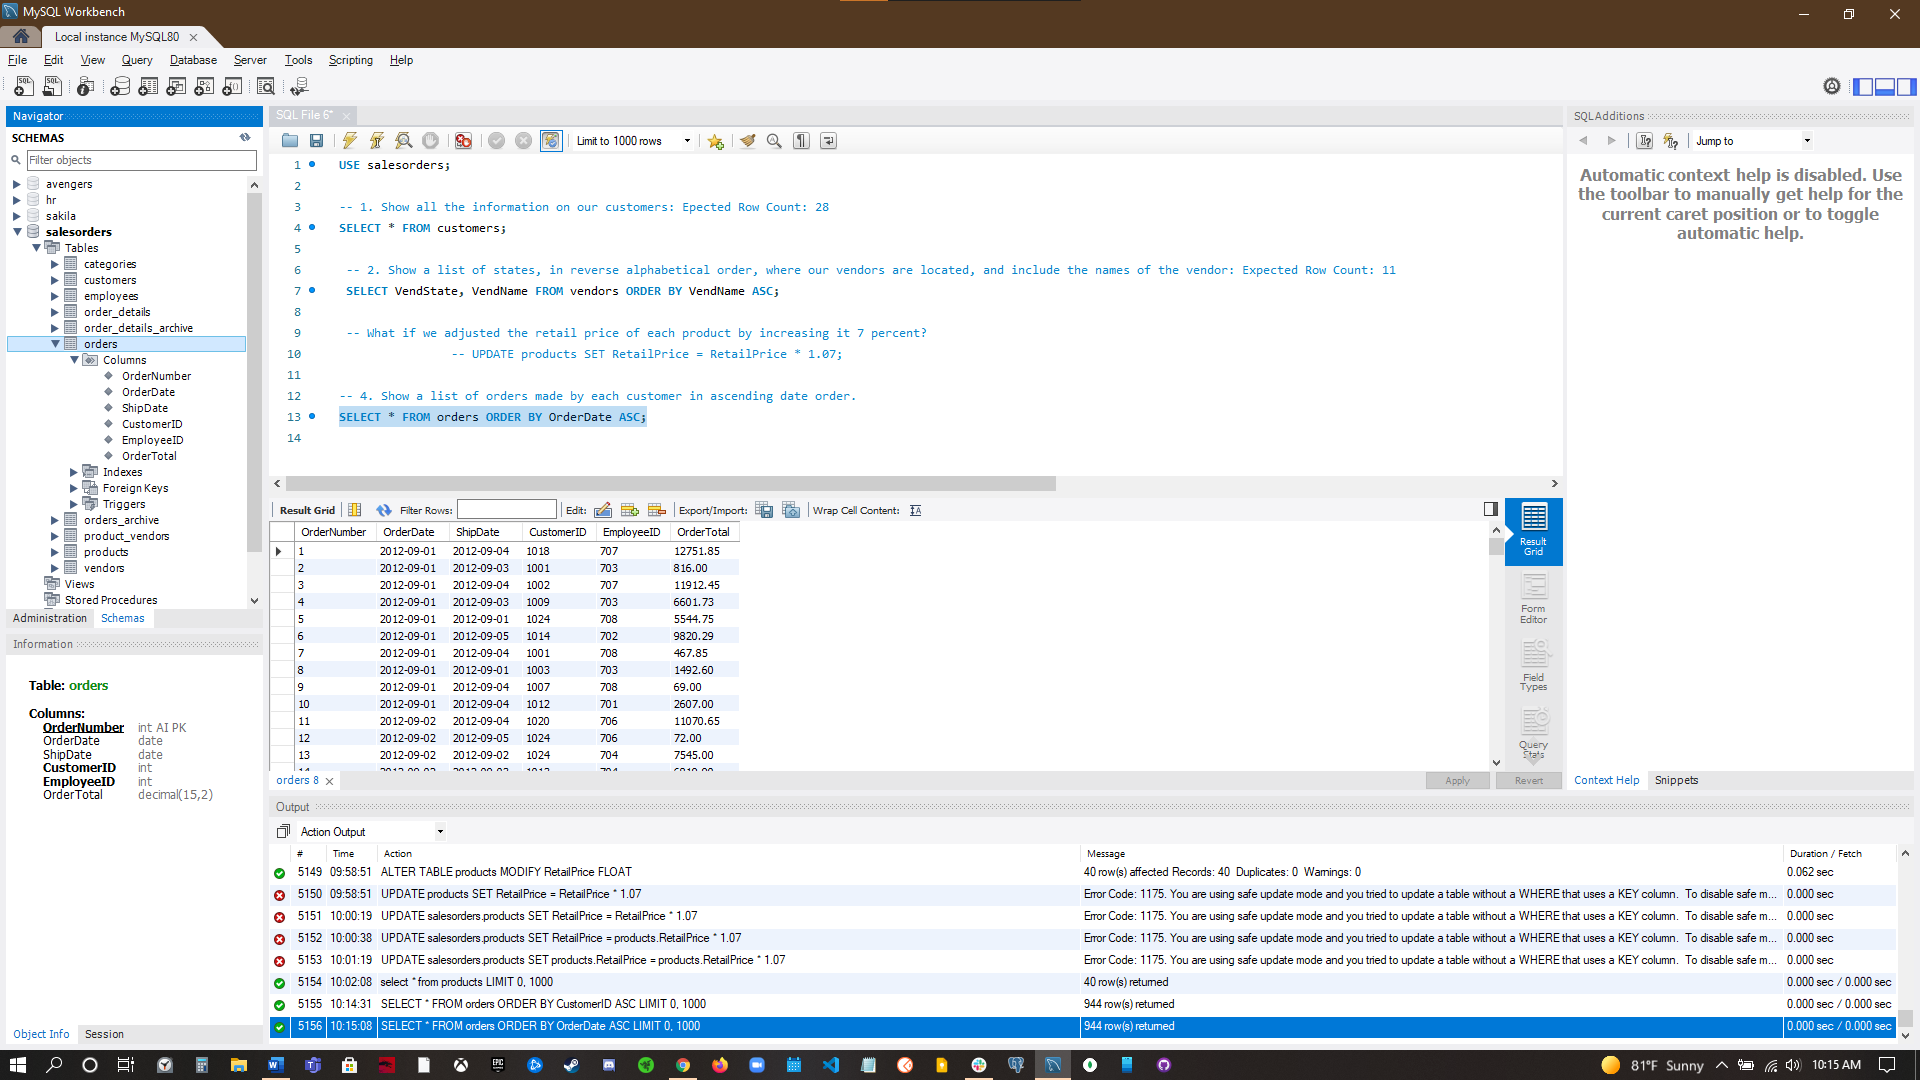 MySQL Workbench
Local instance MySQL80
File Edit View Query Database Server Tools Scripting Help
Navigator
SCHEMAS
Filter objects
avengers
hr
sakila
salesorders
Tables
categories
customers
employees
order_details
order_details_archive
orders
Columns
OrderNumber
OrderDate
ShipDate
CustomerID
EmployeeID
OrderTotal
Indexes
Foreign Keys
Triggers
orders_archive
product_vendors
products
vendors
Views
Stored Procedures
Administration Schemas
Information
Table: orders
Columns:
OrderNumber int AI PK
OrderDate date
ShipDate date
CustomerID int
EmployeeID int
OrderTotal decimal(15,2)
Object Info Session
SQL File 6*
Limit to 1000 rows
1 USE salesorders;
2
3 -- 1. Show all the information on our customers: Epected Row Count: 28
4 SELECT * FROM customers;
5
6 -- 2. Show a list of states, in reverse alphabetical order, where our vendors are located, and include the names of the vendor: Expected Row Count: 11
7 SELECT VendState, VendName FROM vendors ORDER BY VendName ASC;
8
9 -- What if we adjusted the retail price of each product by increasing it 7 percent?
10 -- UPDATE products SET RetailPrice = RetailPrice * 1.07;
11
12 -- 4. Show a list of orders made by each customer in ascending date order.
13 SELECT * FROM orders ORDER BY OrderDate ASC;
14
Result Grid Filter Rows: Edit: Export/Import: Wrap Cell Content:
OrderNumber OrderDate ShipDate CustomerID EmployeeID OrderTotal
1 2012-09-01 2012-09-04 1018 707 12751.85
2 2012-09-01 2012-09-03 1001 703 816.00
3 2012-09-01 2012-09-04 1002 707 11912.45
4 2012-09-01 2012-09-03 1009 703 6601.73
5 2012-09-01 2012-09-01 1024 708 5544.75
6 2012-09-01 2012-09-05 1014 702 9820.29
7 2012-09-01 2012-09-04 1001 708 467.85
8 2012-09-01 2012-09-01 1003 703 1492.60
9 2012-09-01 2012-09-04 1007 708 69.00
10 2012-09-01 2012-09-04 1012 701 2607.00
11 2012-09-02 2012-09-04 1020 706 11070.65
12 2012-09-02 2012-09-05 1024 706 72.00
13 2012-09-02 2012-09-02 1024 704 7545.00
Result
Grid
Form
Editor
Field
Types
Query
Stats
orders 8
Apply Revert
SQLAdditions
Jump to
Automatic context help is disabled. Use
the toolbar to manually get help for the
current caret position or to toggle
automatic help.
Context Help Snippets
Output
Action Output
# Time Action Message Duration / Fetch
5149 09:58:51 ALTER TABLE products MODIFY RetailPrice FLOAT 40 row(s) affected Records: 40 Duplicates: 0 Warnings: 0 0.062 sec
5150 09:58:51 UPDATE products SET RetailPrice = RetailPrice * 1.07 Error Code: 1175. You are using safe update mode and you tried to update a table without a WHERE that uses a KEY column. To disable safe m... 0.000 sec
5151 10:00:19 UPDATE salesorders.products SET RetailPrice = RetailPrice * 1.07 Error Code: 1175. You are using safe update mode and you tried to update a table without a WHERE that uses a KEY column. To disable safe m... 0.000 sec
5152 10:00:38 UPDATE salesorders.products SET RetailPrice = products.RetailPrice * 1.07 Error Code: 1175. You are using safe update mode and you tried to update a table without a WHERE that uses a KEY column. To disable safe m... 0.000 sec
5153 10:01:19 UPDATE salesorders.products SET products.RetailPrice = products.RetailPrice * 1.07 Error Code: 1175. You are using safe update mode and you tried to update a table without a WHERE that uses a KEY column. To disable safe m... 0.000 sec
5154 10:02:08 select * from products LIMIT 0, 1000 40 row(s) returned 0.000 sec / 0.000 sec
5155 10:14:31 SELECT * FROM orders ORDER BY CustomerID ASC LIMIT 0, 1000 944 row(s) returned 0.000 sec / 0.000 sec
5156 10:15:08 SELECT * FROM orders ORDER BY OrderDate ASC LIMIT 0, 1000 944 row(s) returned 0.000 sec / 0.000 sec
81°F Sunny 10:15 AM